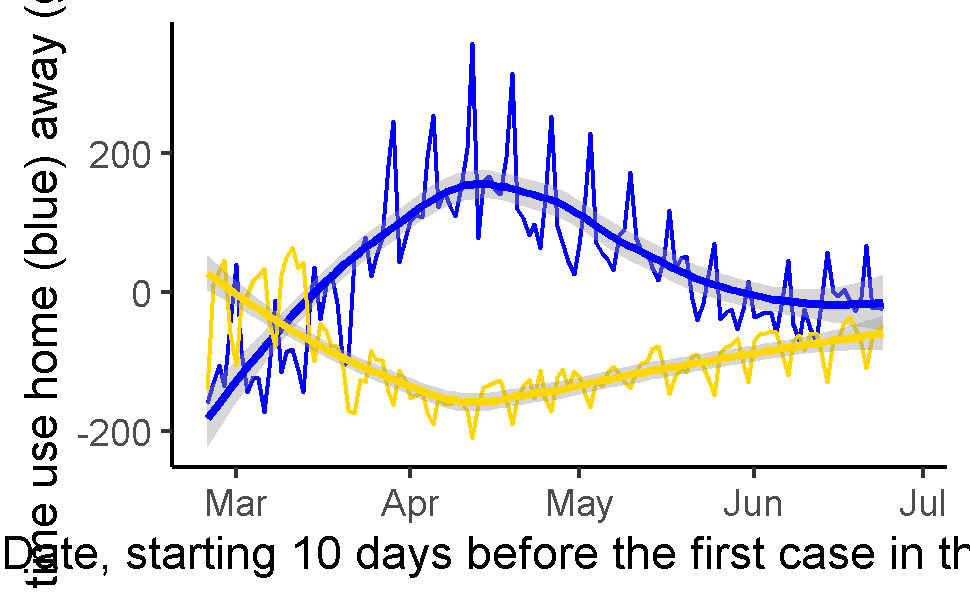 time use home (blue) away (
200
0
-200
Mar Apr May Jun Jul
Date, starting 10 days before the first case in th